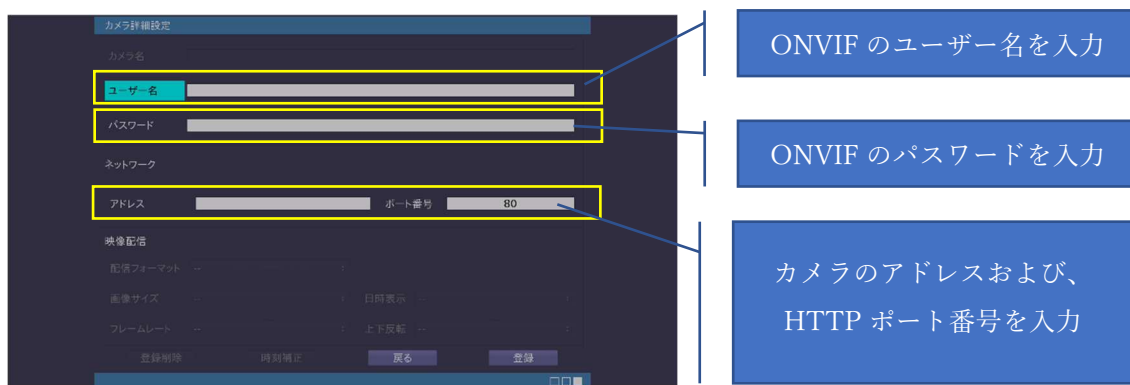 カメラ詳細設定
カメラ名
ユーザー名
パスワード
ネットワーク
アドレス ポート番号 80
映像配信
配信フォーマット --
画像サイズ -- 日時表示 --
フレームレート -- 上下反転 --
登録削除 時刻補正 戻る 登録
ONVIF のユーザー名を入力
ONVIF のパスワードを入力
カメラのアドレスおよび、
HTTP ポート番号を入力